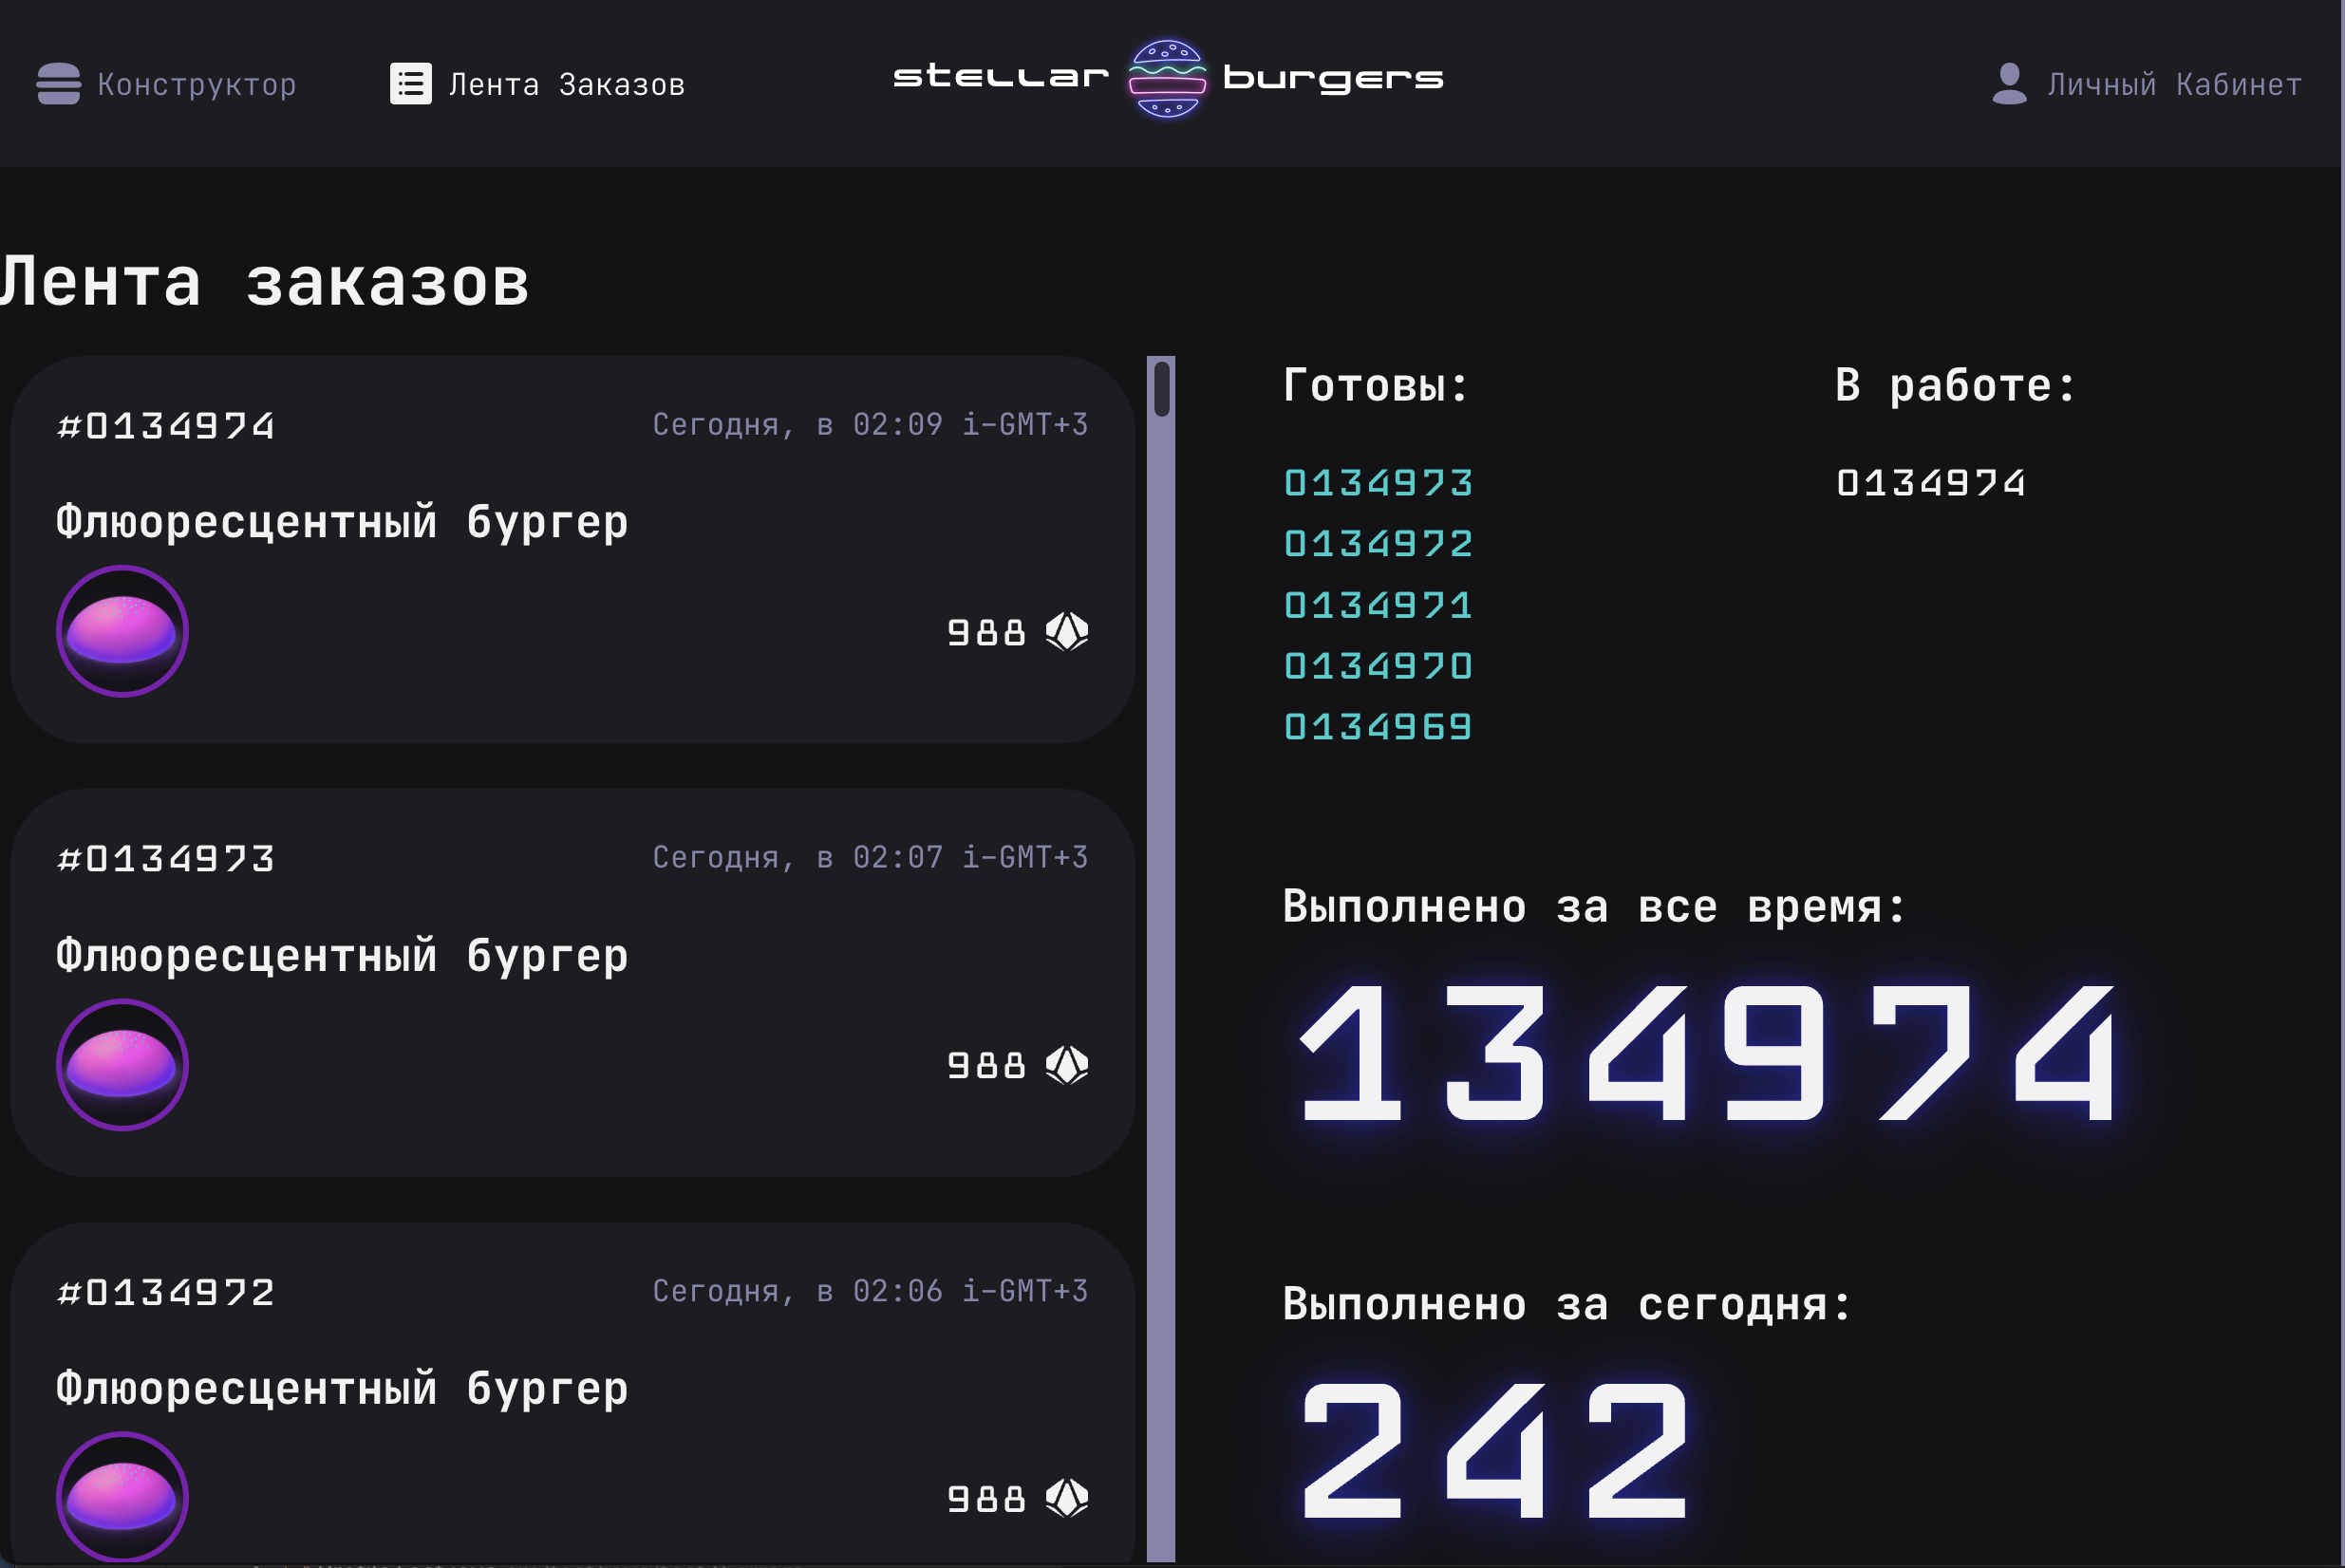 Конструктор
Лента Заказов
stellar burgers
Личный Кабинет
Лента заказов
#0134974
Сегодня, в 02:09 i-GMT+3
Флюоресцентный бургер
988
#0134973
Сегодня, в 02:07 i-GMT+3
Флюоресцентный бургер
988
#0134972
Сегодня, в 02:06 i-GMT+3
Флюоресцентный бургер
988
Готовы:
0134973
0134972
0134971
0134970
0134969
В работе:
0134974
Выполнено за все время:
134974
Выполнено за сегодня:
242